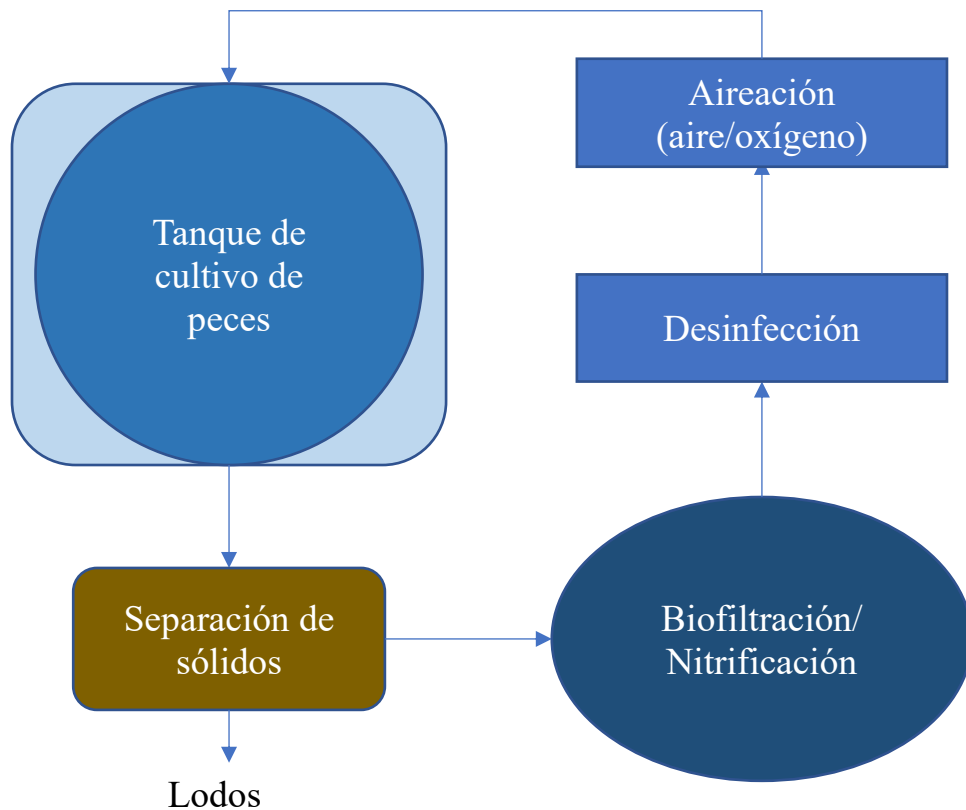 Tanque de
cultivo de
peces
Aireación
(aire/oxígeno)
Desinfección
Separación de
sólidos
Biofiltración/
Nitrificación
Lodos